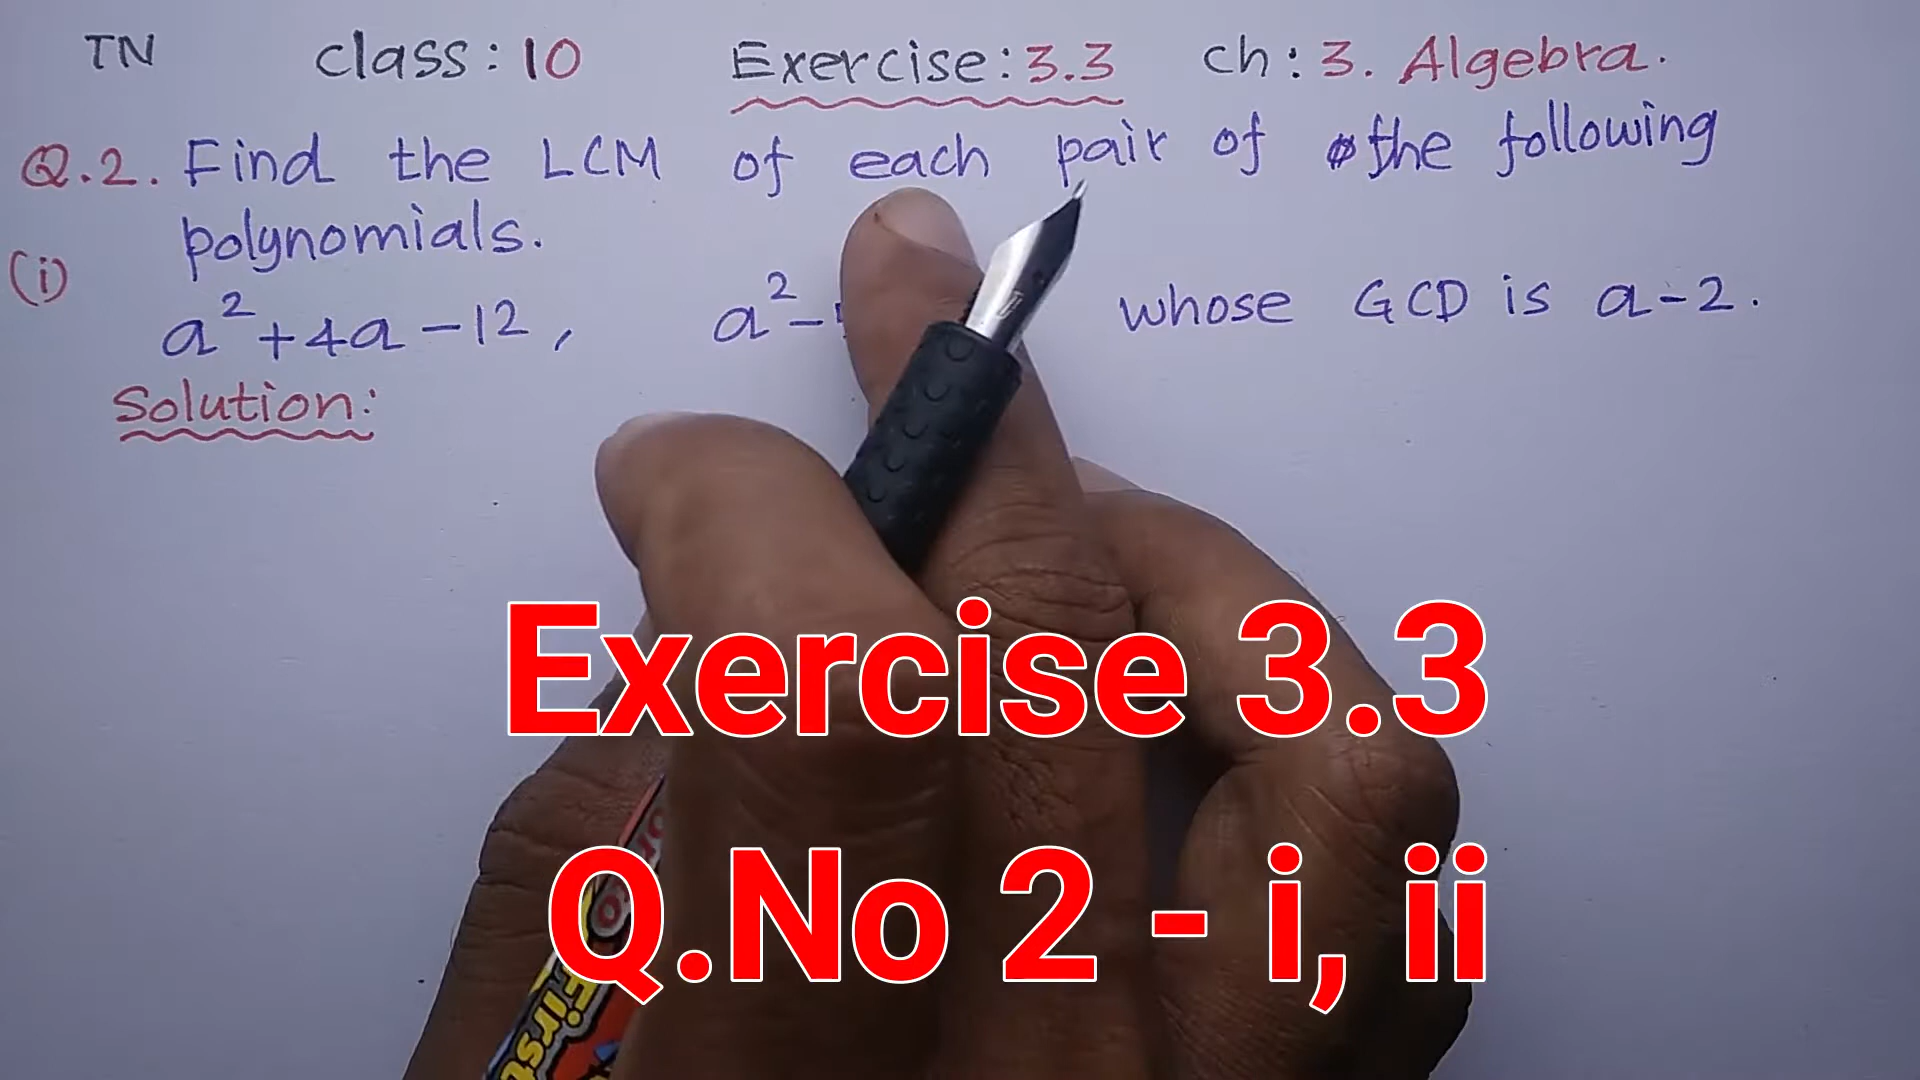 TN class: 10 Exercise: 3.3 ch: 3. Algebra.
Q.2. Find the LCM of each pair of the following
polynomials.
(i)
a²+4a-12, a²- whose GCD is a-2.
Solution:
Exercise 3.3
Q.No 2 - i, ii
First